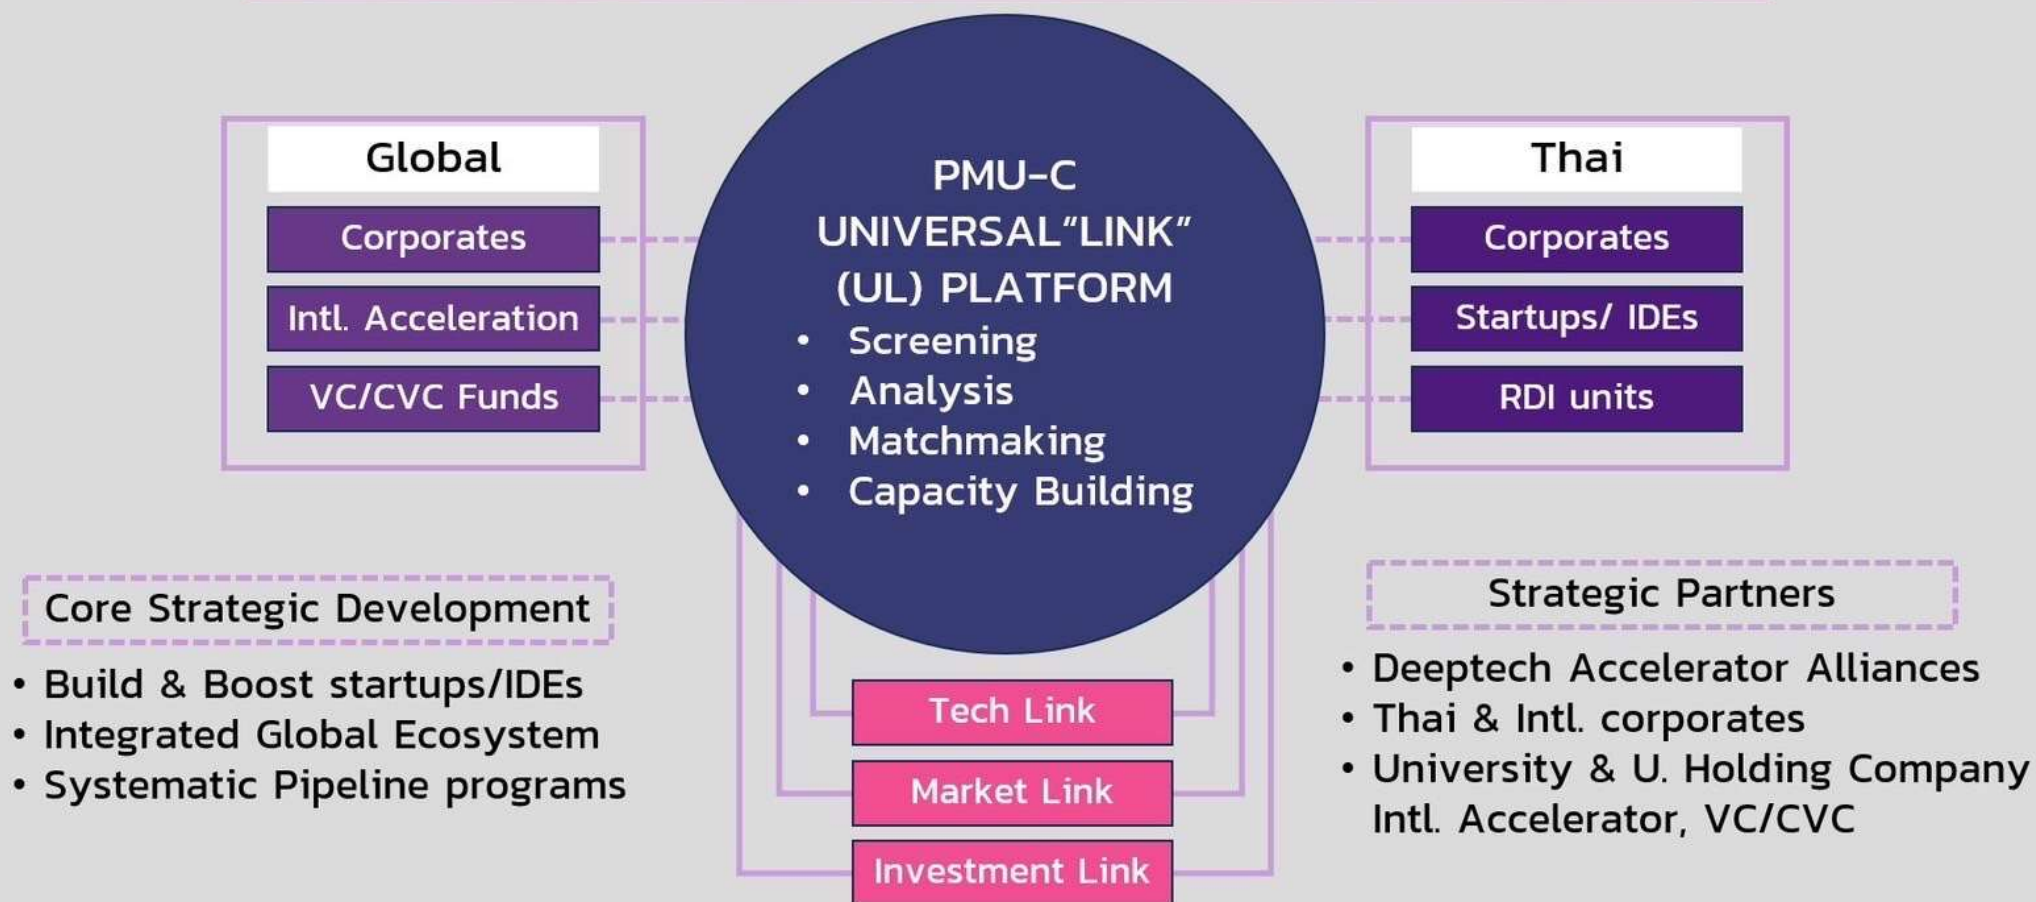 Global
Corporates
Intl. Acceleration
VC/CVC Funds
PMU-C
UNIVERSAL"LINK"
(UL) PLATFORM
• Screening
• Analysis
• Matchmaking
• Capacity Building
Thai
Corporates
Startups/ IDEs
RDI units
Core Strategic Development
• Build & Boost startups/IDEs
• Integrated Global Ecosystem
• Systematic Pipeline programs
Tech Link
Market Link
Investment Link
Strategic Partners
• Deeptech Accelerator Alliances
• Thai & Intl. corporates
• University & U. Holding Company
Intl. Accelerator, VC/CVC